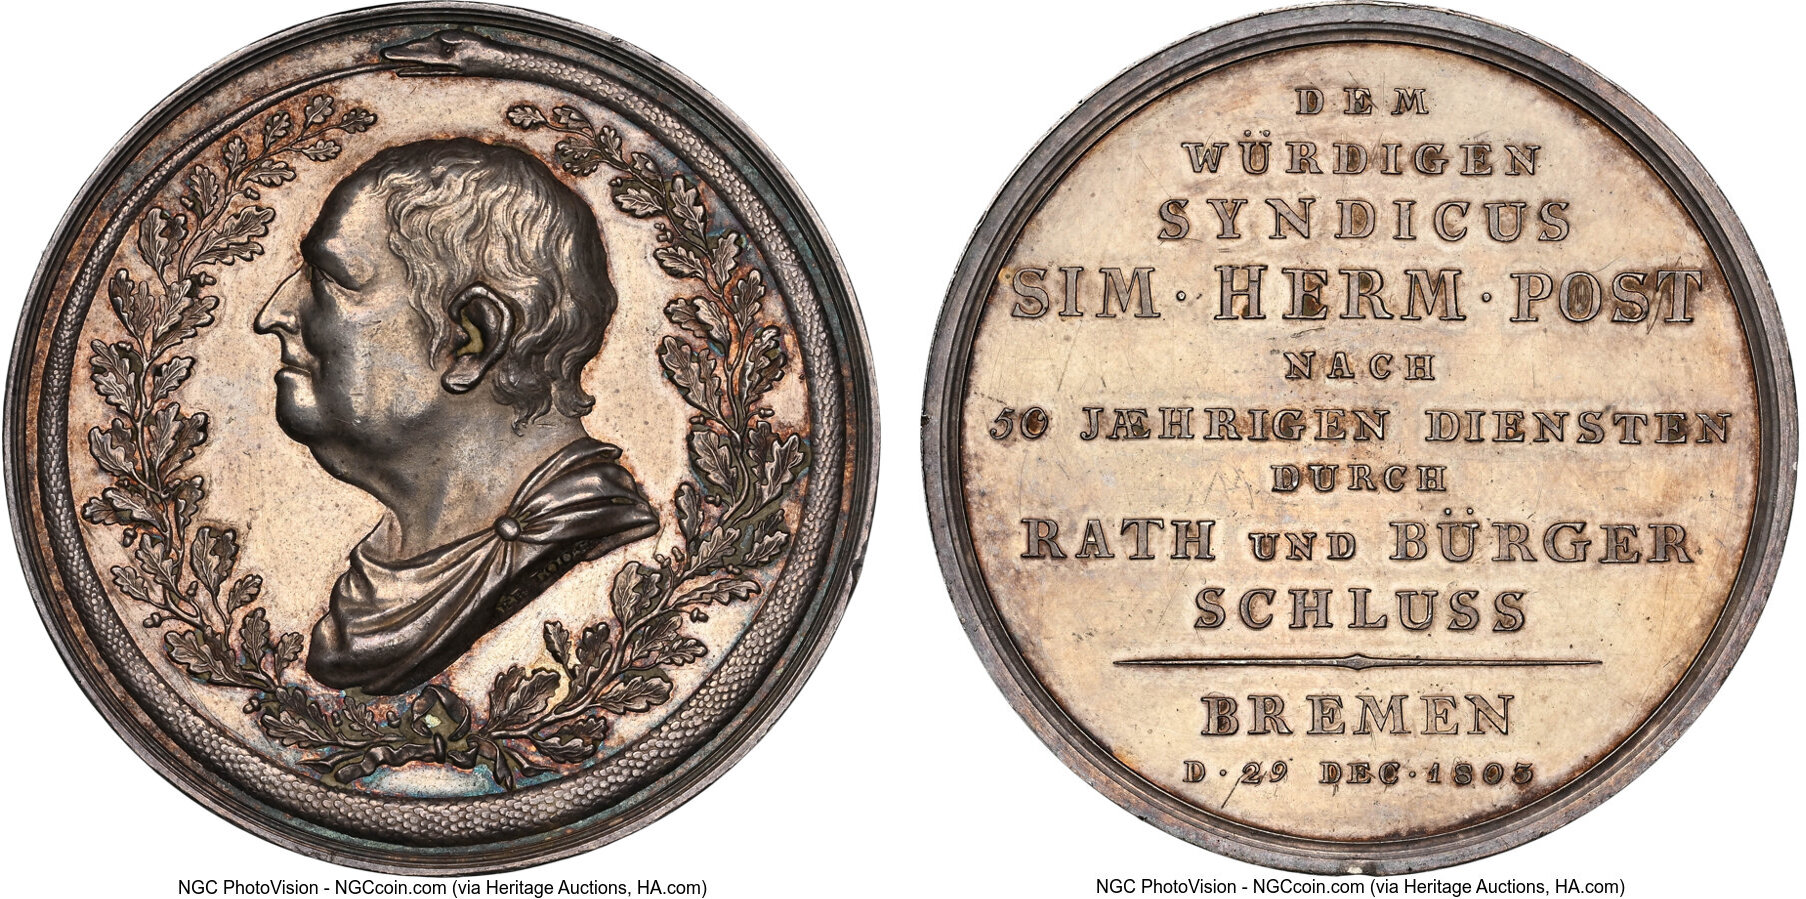 DEM
WÜRDIGEN
SYNDICUS
SIM · HERM · POST
NACH
50 JÆHRIGEN DIENSTEN
DURCH
RATH UND BÜRGER
SCHLUSS
BREMEN
D · 29 DEC · 1803
NGC PhotoVision - NGCcoin.com (via Heritage Auctions, HA.com)
NGC PhotoVision - NGCcoin.com (via Heritage Auctions, HA.com)